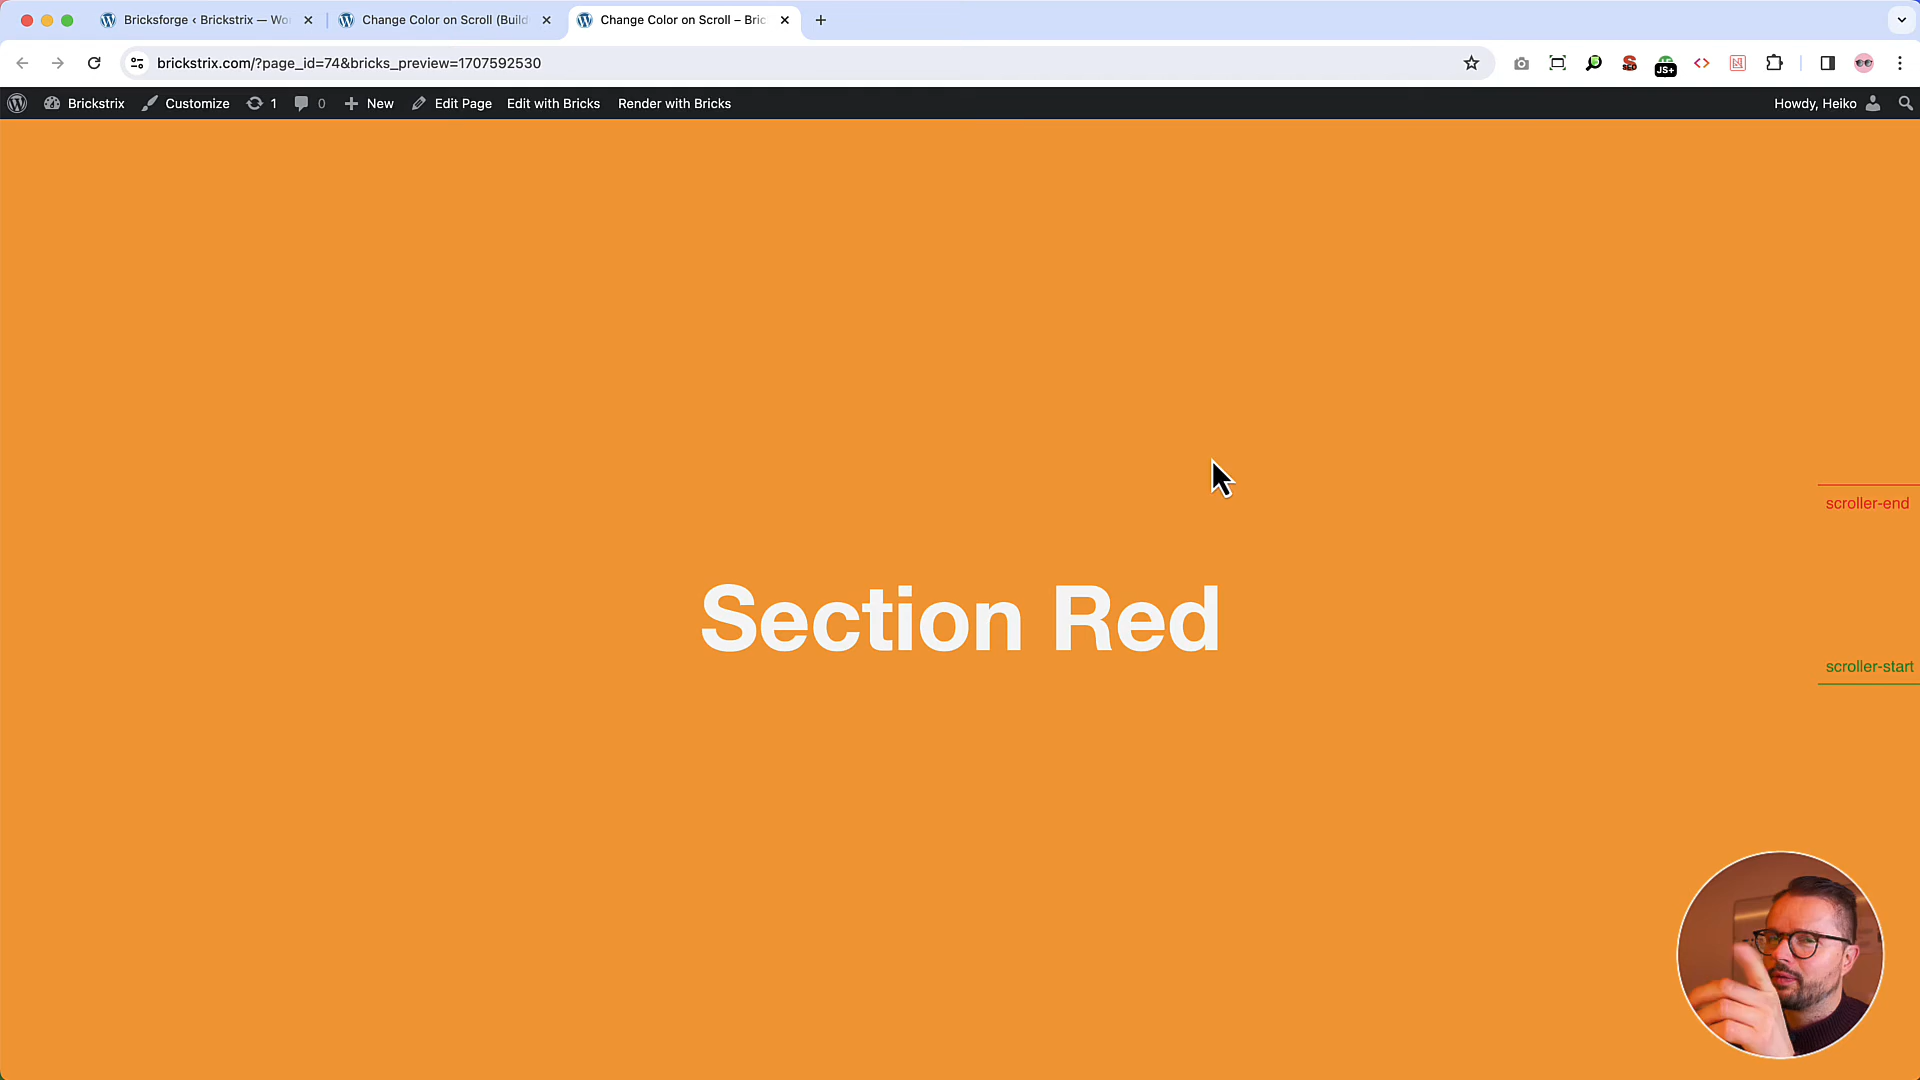 Bricksforge ‹ Brickstrix — Wo
Change Color on Scroll (Build
Change Color on Scroll – Bric
brickstrix.com/?page_id=74&bricks_preview=1707592530
SEO
JS+
Brickstrix
Customize
1
0
New
Edit Page
Edit with Bricks
Render with Bricks
Howdy, Heiko
scroller-end
Section Red
scroller-start